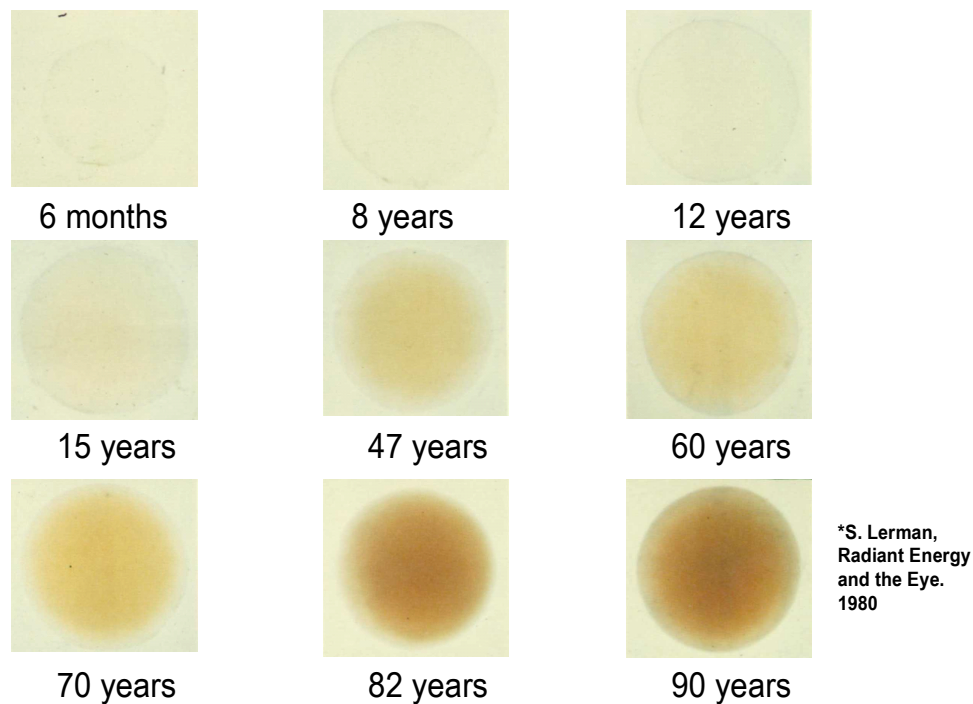 6 months
8 years
12 years
15 years
47 years
60 years
70 years
82 years
90 years
*S. Lerman,
Radiant Energy
and the Eye.
1980